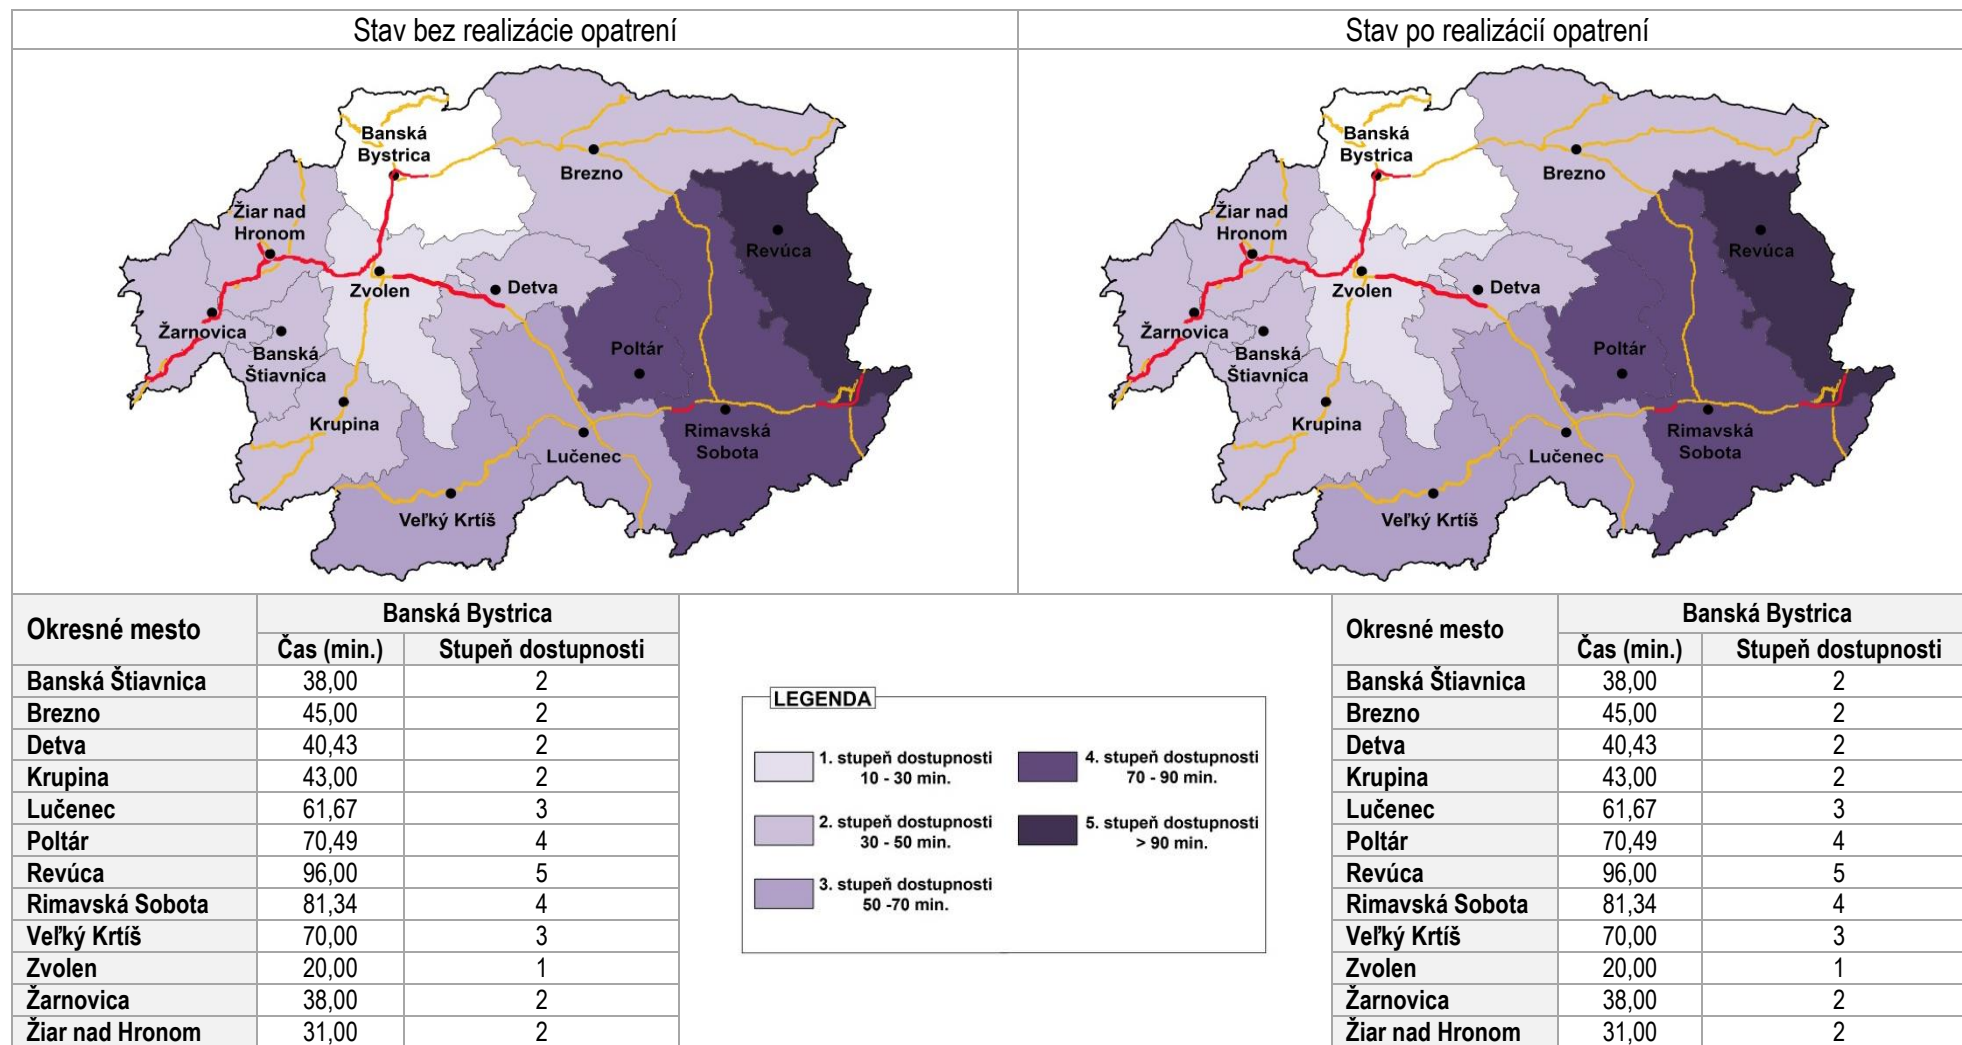 Stav bez realizácie opatrení
Banská
Bystrica
Brezno
Žiar nad
Hronom
Revúca
Zvolen
Detva
Žarnovica
Banská
Štiavnica
Poltár
Krupina
Rimavská
Sobota
Lučenec
Veľký Krtíš
Stav po realizácií opatrení
Banská
Bystrica
Brezno
Žiar nad
Hronom
Revúca
Zvolen
Detva
Žarnovica
Banská
Štiavnica
Poltár
Krupina
Rimavská
Sobota
Lučenec
Veľký Krtíš
Okresné mesto Banská Bystrica
Čas (min.) Stupeň dostupnosti
Banská Štiavnica 38,00 2
Brezno 45,00 2
Detva 40,43 2
Krupina 43,00 2
Lučenec 61,67 3
Poltár 70,49 4
Revúca 96,00 5
Rimavská Sobota 81,34 4
Veľký Krtíš 70,00 3
Zvolen 20,00 1
Žarnovica 38,00 2
Žiar nad Hronom 31,00 2
LEGENDA
1. stupeň dostupnosti
10 - 30 min.
2. stupeň dostupnosti
30 - 50 min.
3. stupeň dostupnosti
50 -70 min.
4. stupeň dostupnosti
70 - 90 min.
5. stupeň dostupnosti
> 90 min.
Okresné mesto Banská Bystrica
Čas (min.) Stupeň dostupnosti
Banská Štiavnica 38,00 2
Brezno 45,00 2
Detva 40,43 2
Krupina 43,00 2
Lučenec 61,67 3
Poltár 70,49 4
Revúca 96,00 5
Rimavská Sobota 81,34 4
Veľký Krtíš 70,00 3
Zvolen 20,00 1
Žarnovica 38,00 2
Žiar nad Hronom 31,00 2